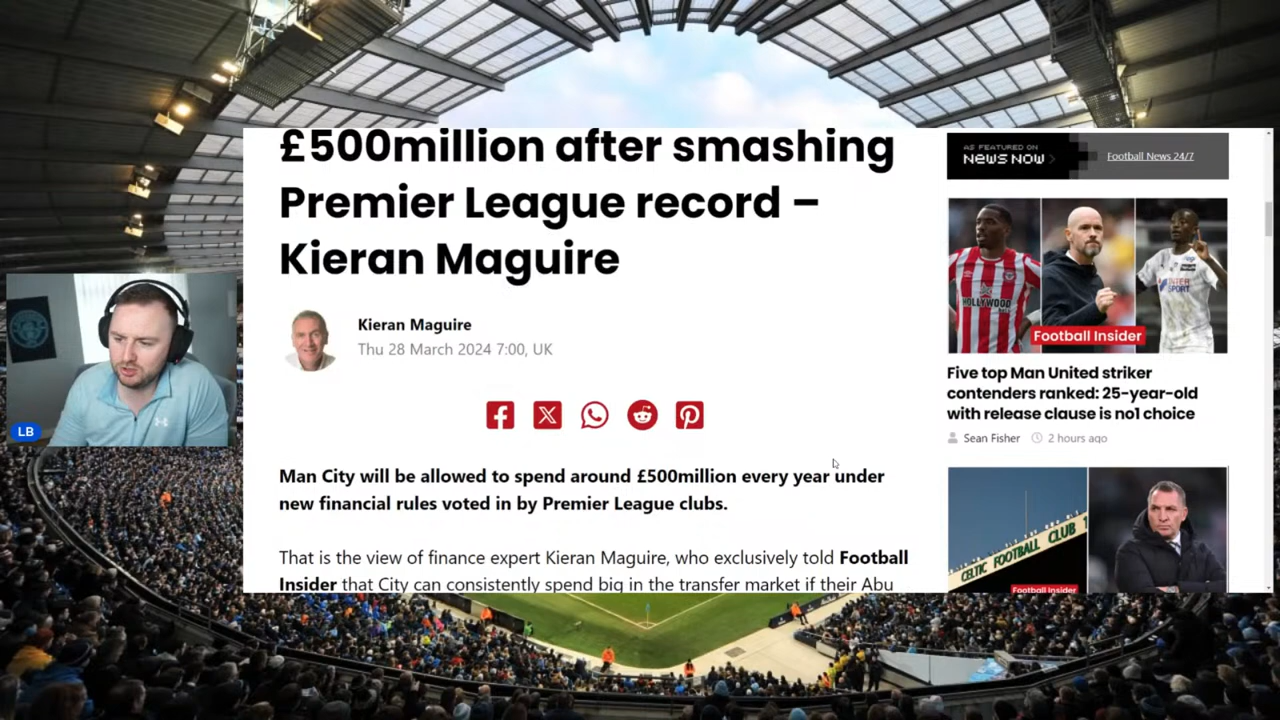 £500million after smashing
Premier League record –
Kieran Maguire
Kieran Maguire
Thu 28 March 2024 7:00, UK
Man City will be allowed to spend around £500million every year under
new financial rules voted in by Premier League clubs.
That is the view of finance expert Kieran Maguire, who exclusively told Football
Insider that City can consistently spend big in the transfer market if their Abu
AS FEATURED ON
NEWS NOW
Football News 24/7
HOLLYWOOD
INTER
SPORT
Football Insider
Five top Man United striker
contenders ranked: 25-year-old
with release clause is no1 choice
Sean Fisher 2 hours ago
CELTIC FOOTBALL CLUB
Football Insider
LB